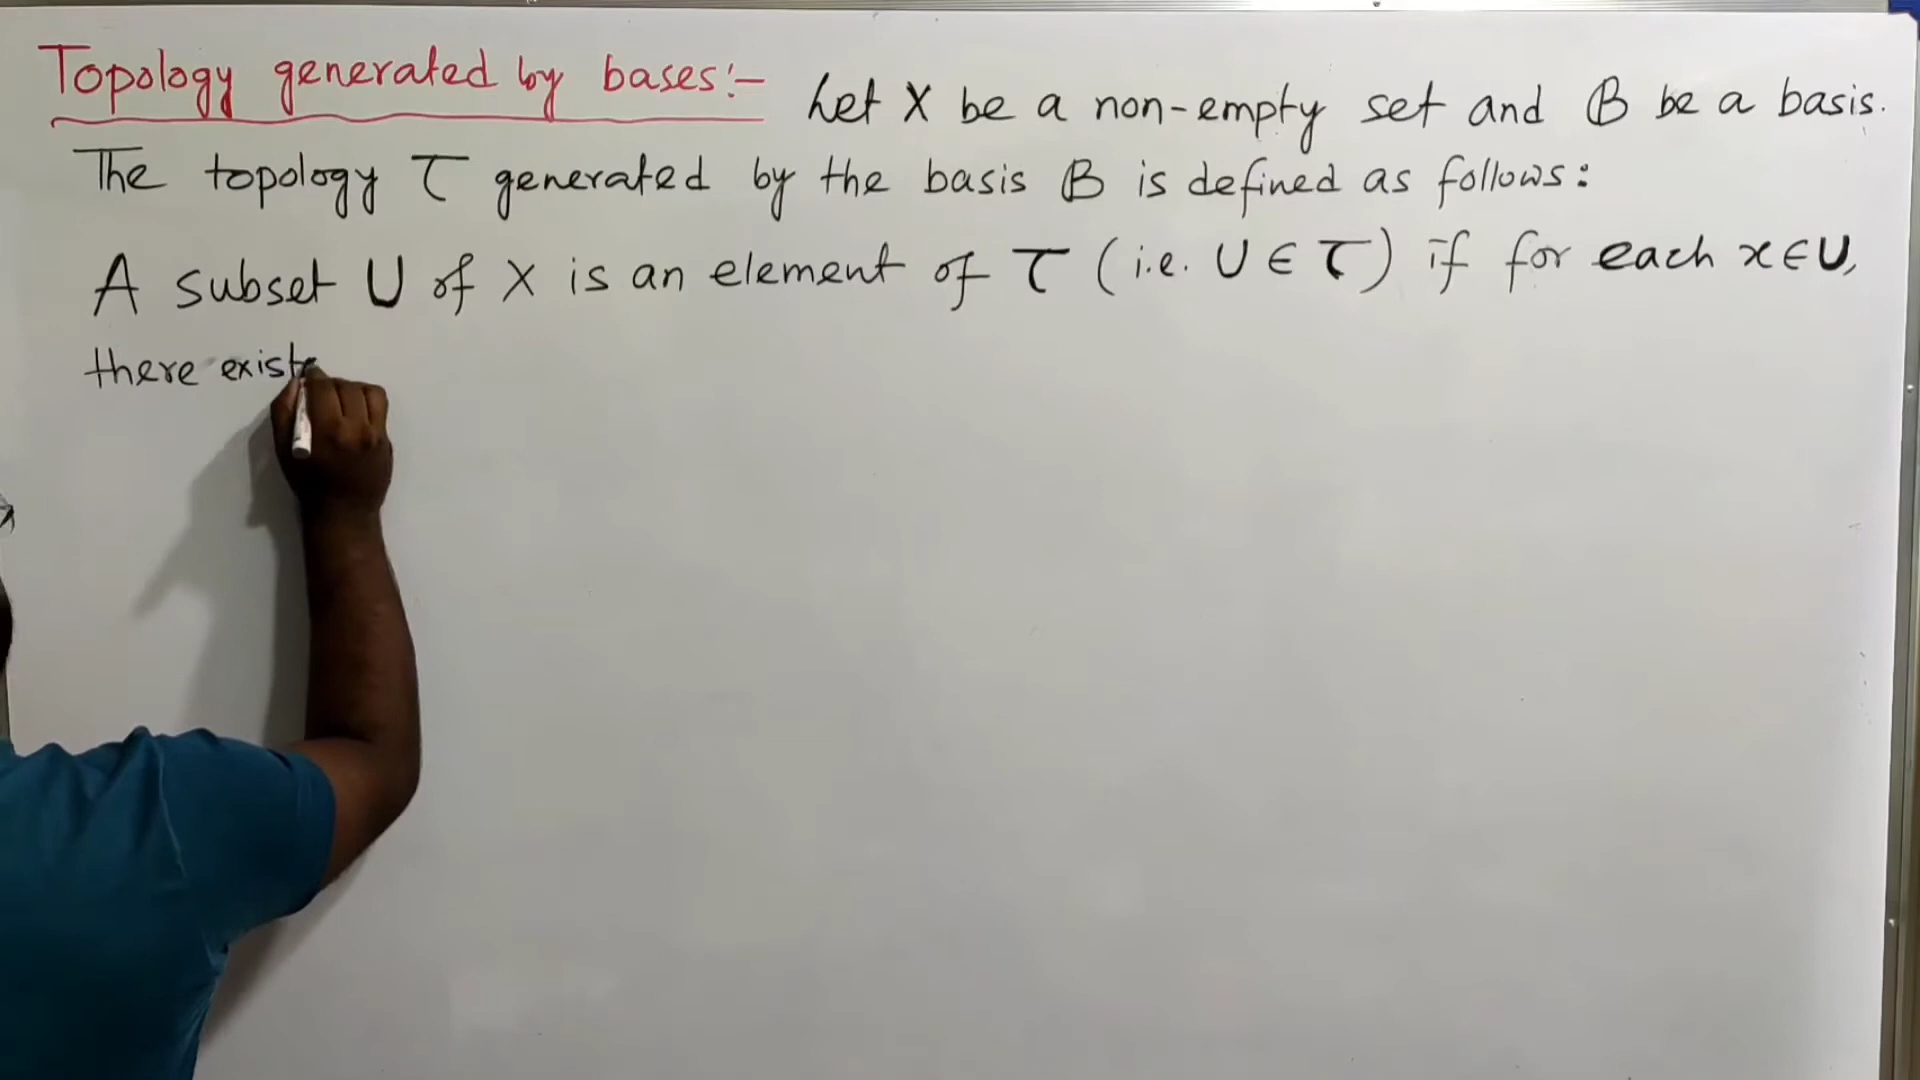 Topology generated by bases:- Let X be a non-empty set and B be a basis.
The topology τ generated by the basis B is defined as follows:
A subset U of X is an element of τ (i.e. U ∈ τ) if for each x∈U,
there exists